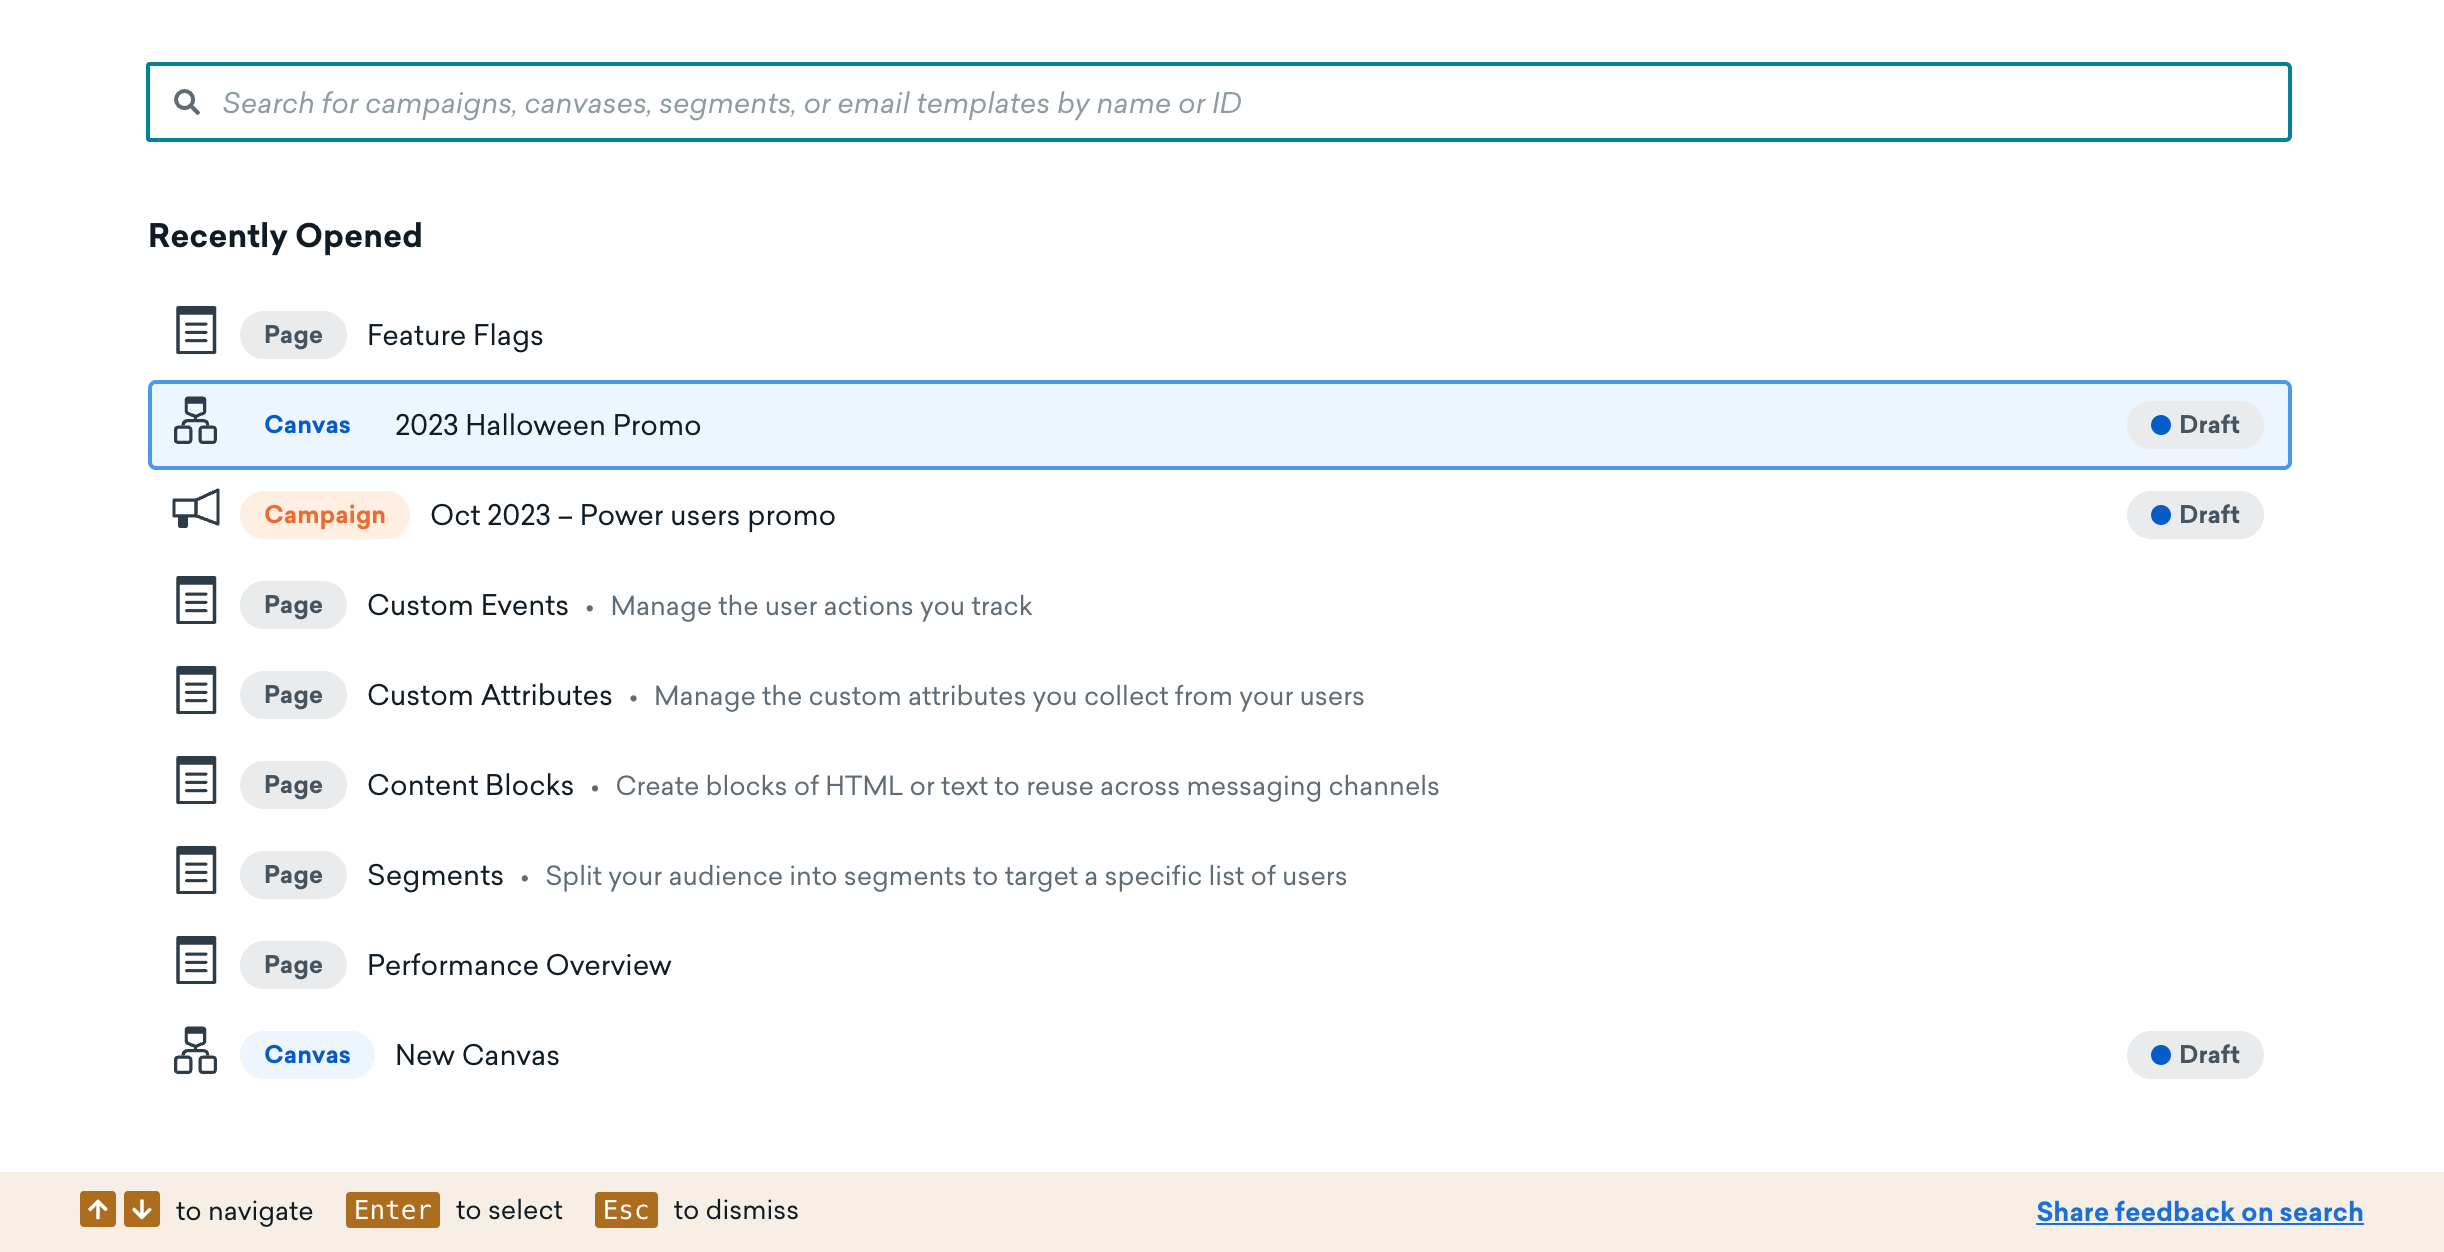 Search for campaigns, canvases, segments, or email templates by name or ID
Recently Opened
Page Feature Flags
Canvas 2023 Halloween Promo Draft
Campaign Oct 2023 – Power users promo Draft
Page Custom Events • Manage the user actions you track
Page Custom Attributes • Manage the custom attributes you collect from your users
Page Content Blocks • Create blocks of HTML or text to reuse across messaging channels
Page Segments • Split your audience into segments to target a specific list of users
Page Performance Overview
Canvas New Canvas Draft
↑ ↓ to navigate Enter to select Esc to dismiss Share feedback on search